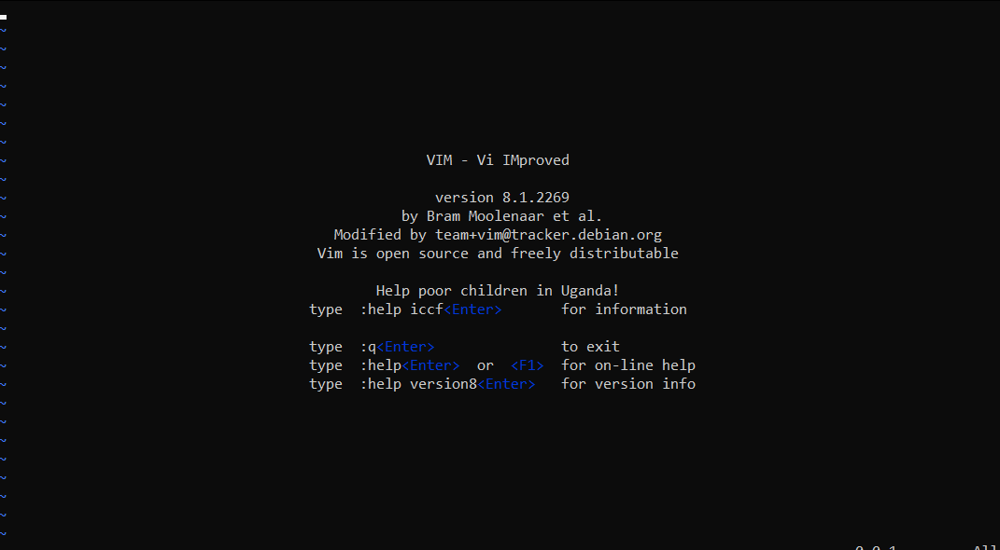 ~
~
~
~
~
~
~
~ VIM - Vi IMproved
~
~ version 8.1.2269
~ by Bram Moolenaar et al.
~ Modified by team+vim@tracker.debian.org
~ Vim is open source and freely distributable
~
~ Help poor children in Uganda!
~ type :help iccf<Enter> for information
~
~ type :q<Enter> to exit
~ type :help<Enter> or <F1> for on-line help
~ type :help version8<Enter> for version info
~
~
~
~
~
~
~
~
0,0-1 All